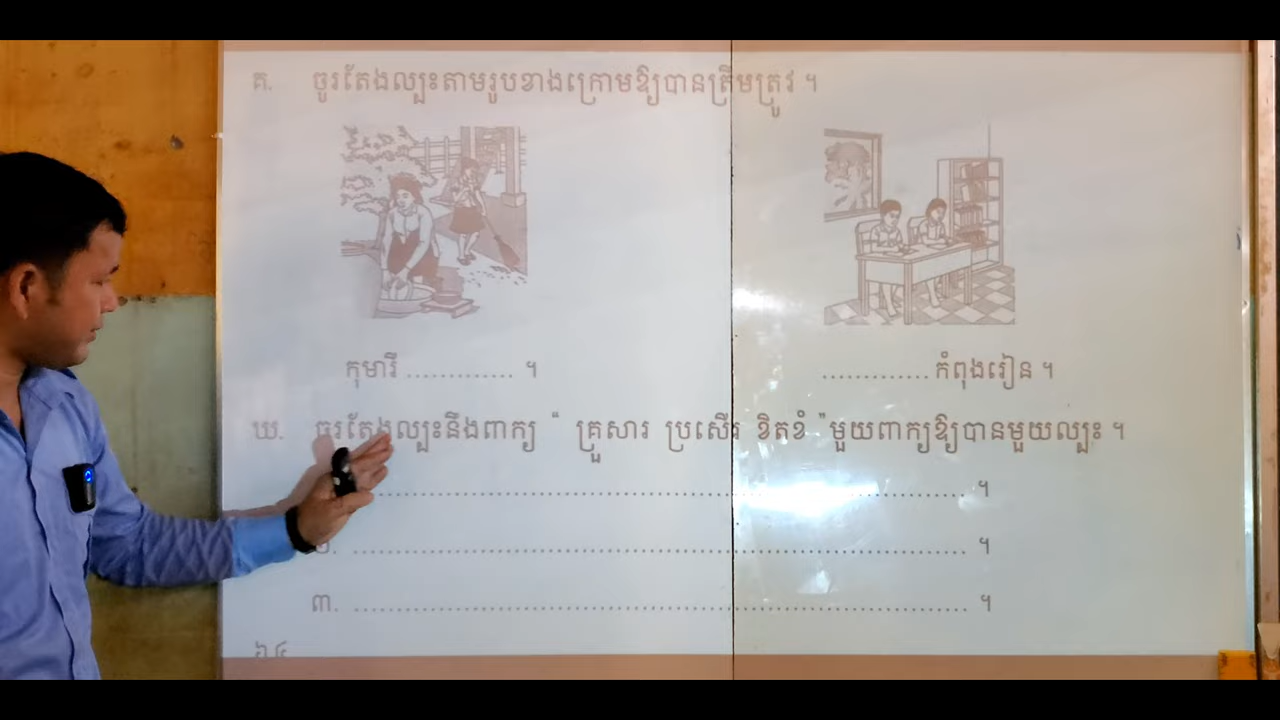 គ. ចូរតែងល្បះតាមរូបខាងក្រោមឱ្យបានត្រឹមត្រូវ ។
កុមារី ............. ។
............. កំពុងរៀន ។
ឃ. ចូរតែងល្បះនឹងពាក្យ " គ្រួសារ ប្រសើរ ខិតខំ " មួយពាក្យឱ្យបានមួយល្បះ ។
........................................................................ ។
២. ........................................................................ ។
៣. ........................................................................ ។
៦៤